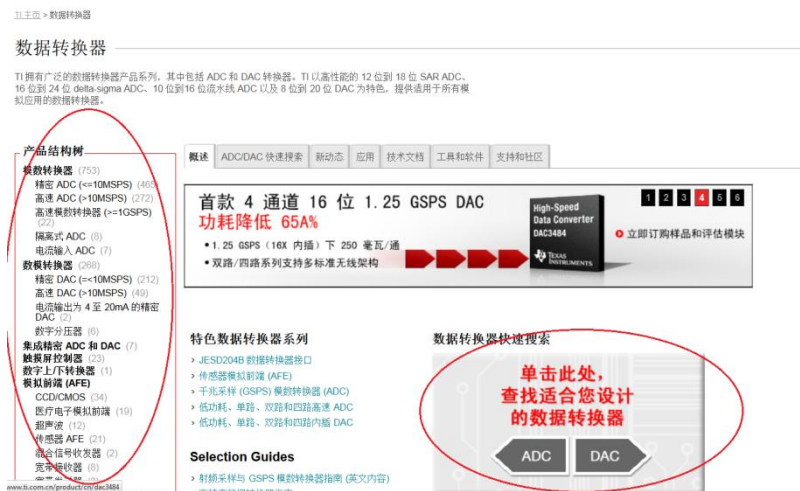 TI 主页 > 数据转换器
数据转换器
TI 拥有广泛的数据转换器产品系列，其中包括 ADC 和 DAC 转换器。TI 以高性能的 12 位到 18 位 SAR ADC、
16 位到 24 位 delta-sigma ADC、10 位到16 位流水线 ADC 以及 8 位到 20 位 DAC 为特色，提供适用于所有模
拟应用的数据转换器。
产品结构树
模数转换器 (753)
精密 ADC (<=10MSPS) (465)
高速 ADC (>10MSPS) (272)
高速模数转换器 (>=1GSPS)
(22)
隔离式 ADC (8)
电流输入 ADC (7)
数模转换器 (268)
精密 DAC (=<10MSPS) (212)
高速 DAC (>10MSPS) (49)
电流输出为 4 至 20mA 的精密
DAC (2)
数字分压器 (6)
集成精密 ADC 和 DAC (7)
触摸屏控制器 (23)
数字上/下转换器 (1)
模拟前端 (AFE)
CCD/CMOS (34)
医疗电子模拟前端 (19)
超声波 (12)
传感器 AFE (21)
混合信号收发器 (2)
宽带接收器 (8)
www.ti.com.cn/product/cn/dac3484
概述 ADC/DAC 快速搜索 新动态 应用 技术文档 工具和软件 支持和社区
首款 4 通道 16 位 1.25 GSPS DAC
功耗降低 65%
•1.25 GSPS (16X 内插) 下 250 毫瓦/通
•双路/四路系列支持多标准无线架构
High-Speed
Data Converter
DAC3484
TEXAS
INSTRUMENTS
1 2 3 4 5 6
立即订购样品和评估模块
特色数据转换器系列
› JESD204B 数据转换器接口
› 传感器模拟前端 (AFE)
› 千兆采样 (GSPS) 模数转换器 (ADC)
› 低功耗、单路、双路和四路高速 ADC
› 低功耗、单路、双路和四路内插 DAC
Selection Guides
› 射频采样与 GSPS 模数转换器指南 (英文内容)
数据转换器快速搜索
单击此处，
查找适合您设计
的数据转换器
ADC DAC